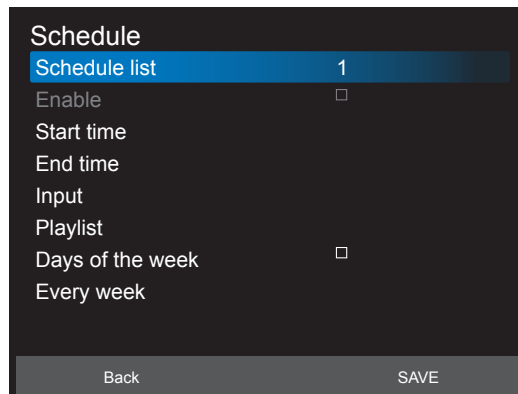 Schedule
Schedule list 1
Enable
Start time
End time
Input
Playlist
Days of the week
Every week
Back SAVE